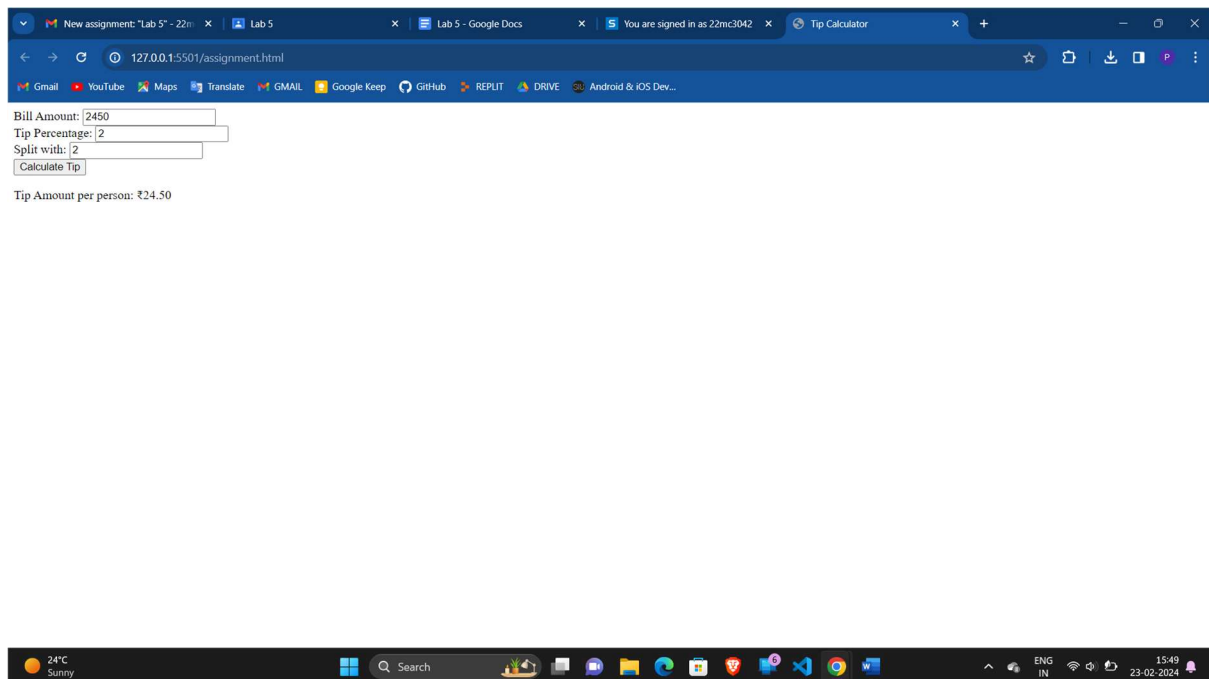 New assignment: "Lab 5" - 22m
Lab 5
Lab 5 - Google Docs
You are signed in as 22mc3042
Tip Calculator
127.0.0.1:5501/assignment.html
P
Gmail
YouTube
Maps
Translate
GMAIL
Google Keep
GitHub
REPLIT
DRIVE
Android & iOS Dev...
Bill Amount: 2450
Tip Percentage: 2
Split with: 2
Calculate Tip
Tip Amount per person: ₹24.50
24°C
Sunny
Search
6
ENG
IN
15:49
23-02-2024